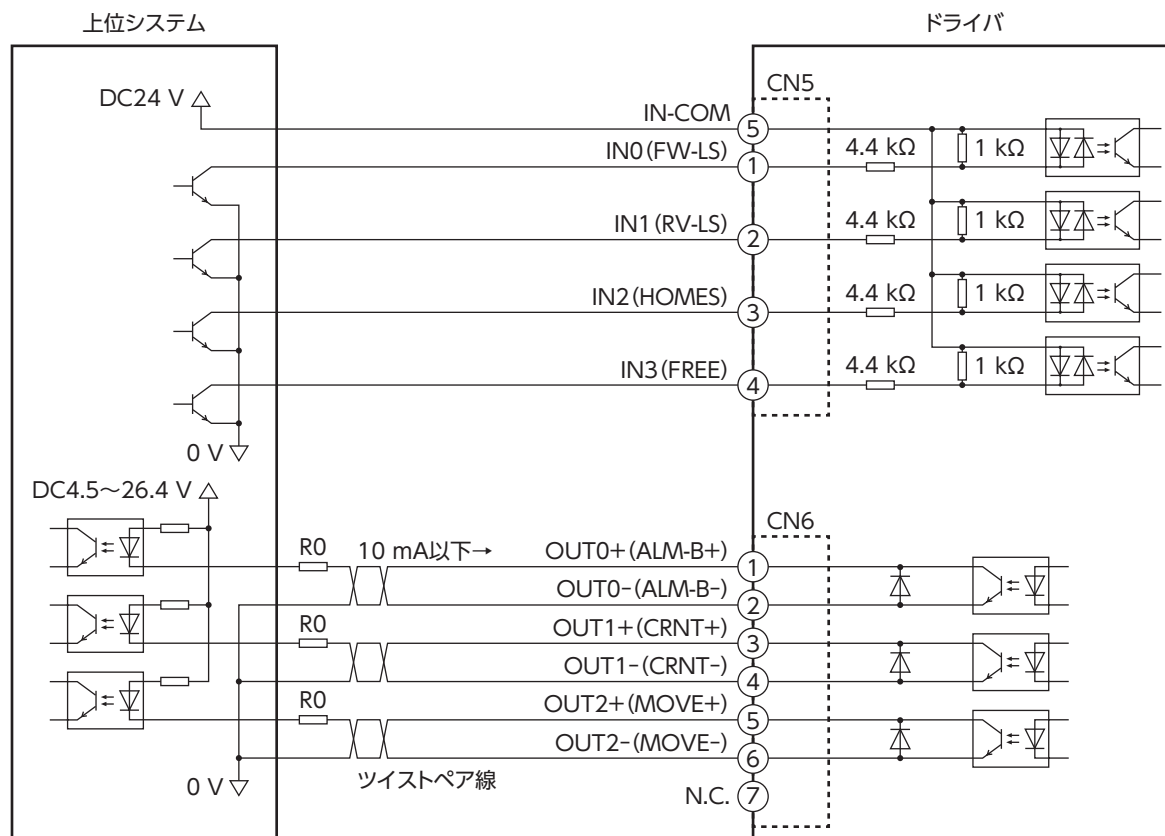 上位システム
ドライバ
DC24 V
CN5
IN-COM
5
IN0(FW-LS)
1
4.4 kΩ
1 kΩ
IN1(RV-LS)
2
4.4 kΩ
1 kΩ
IN2(HOMES)
3
4.4 kΩ
1 kΩ
IN3(FREE)
4
4.4 kΩ
1 kΩ
0 V
DC4.5～26.4 V
CN6
R0
10 mA以下→
OUT0+(ALM-B+)
1
OUT0-(ALM-B-)
2
R0
OUT1+(CRNT+)
3
OUT1-(CRNT-)
4
R0
OUT2+(MOVE+)
5
OUT2-(MOVE-)
6
0 V
ツイストペア線
N.C.
7